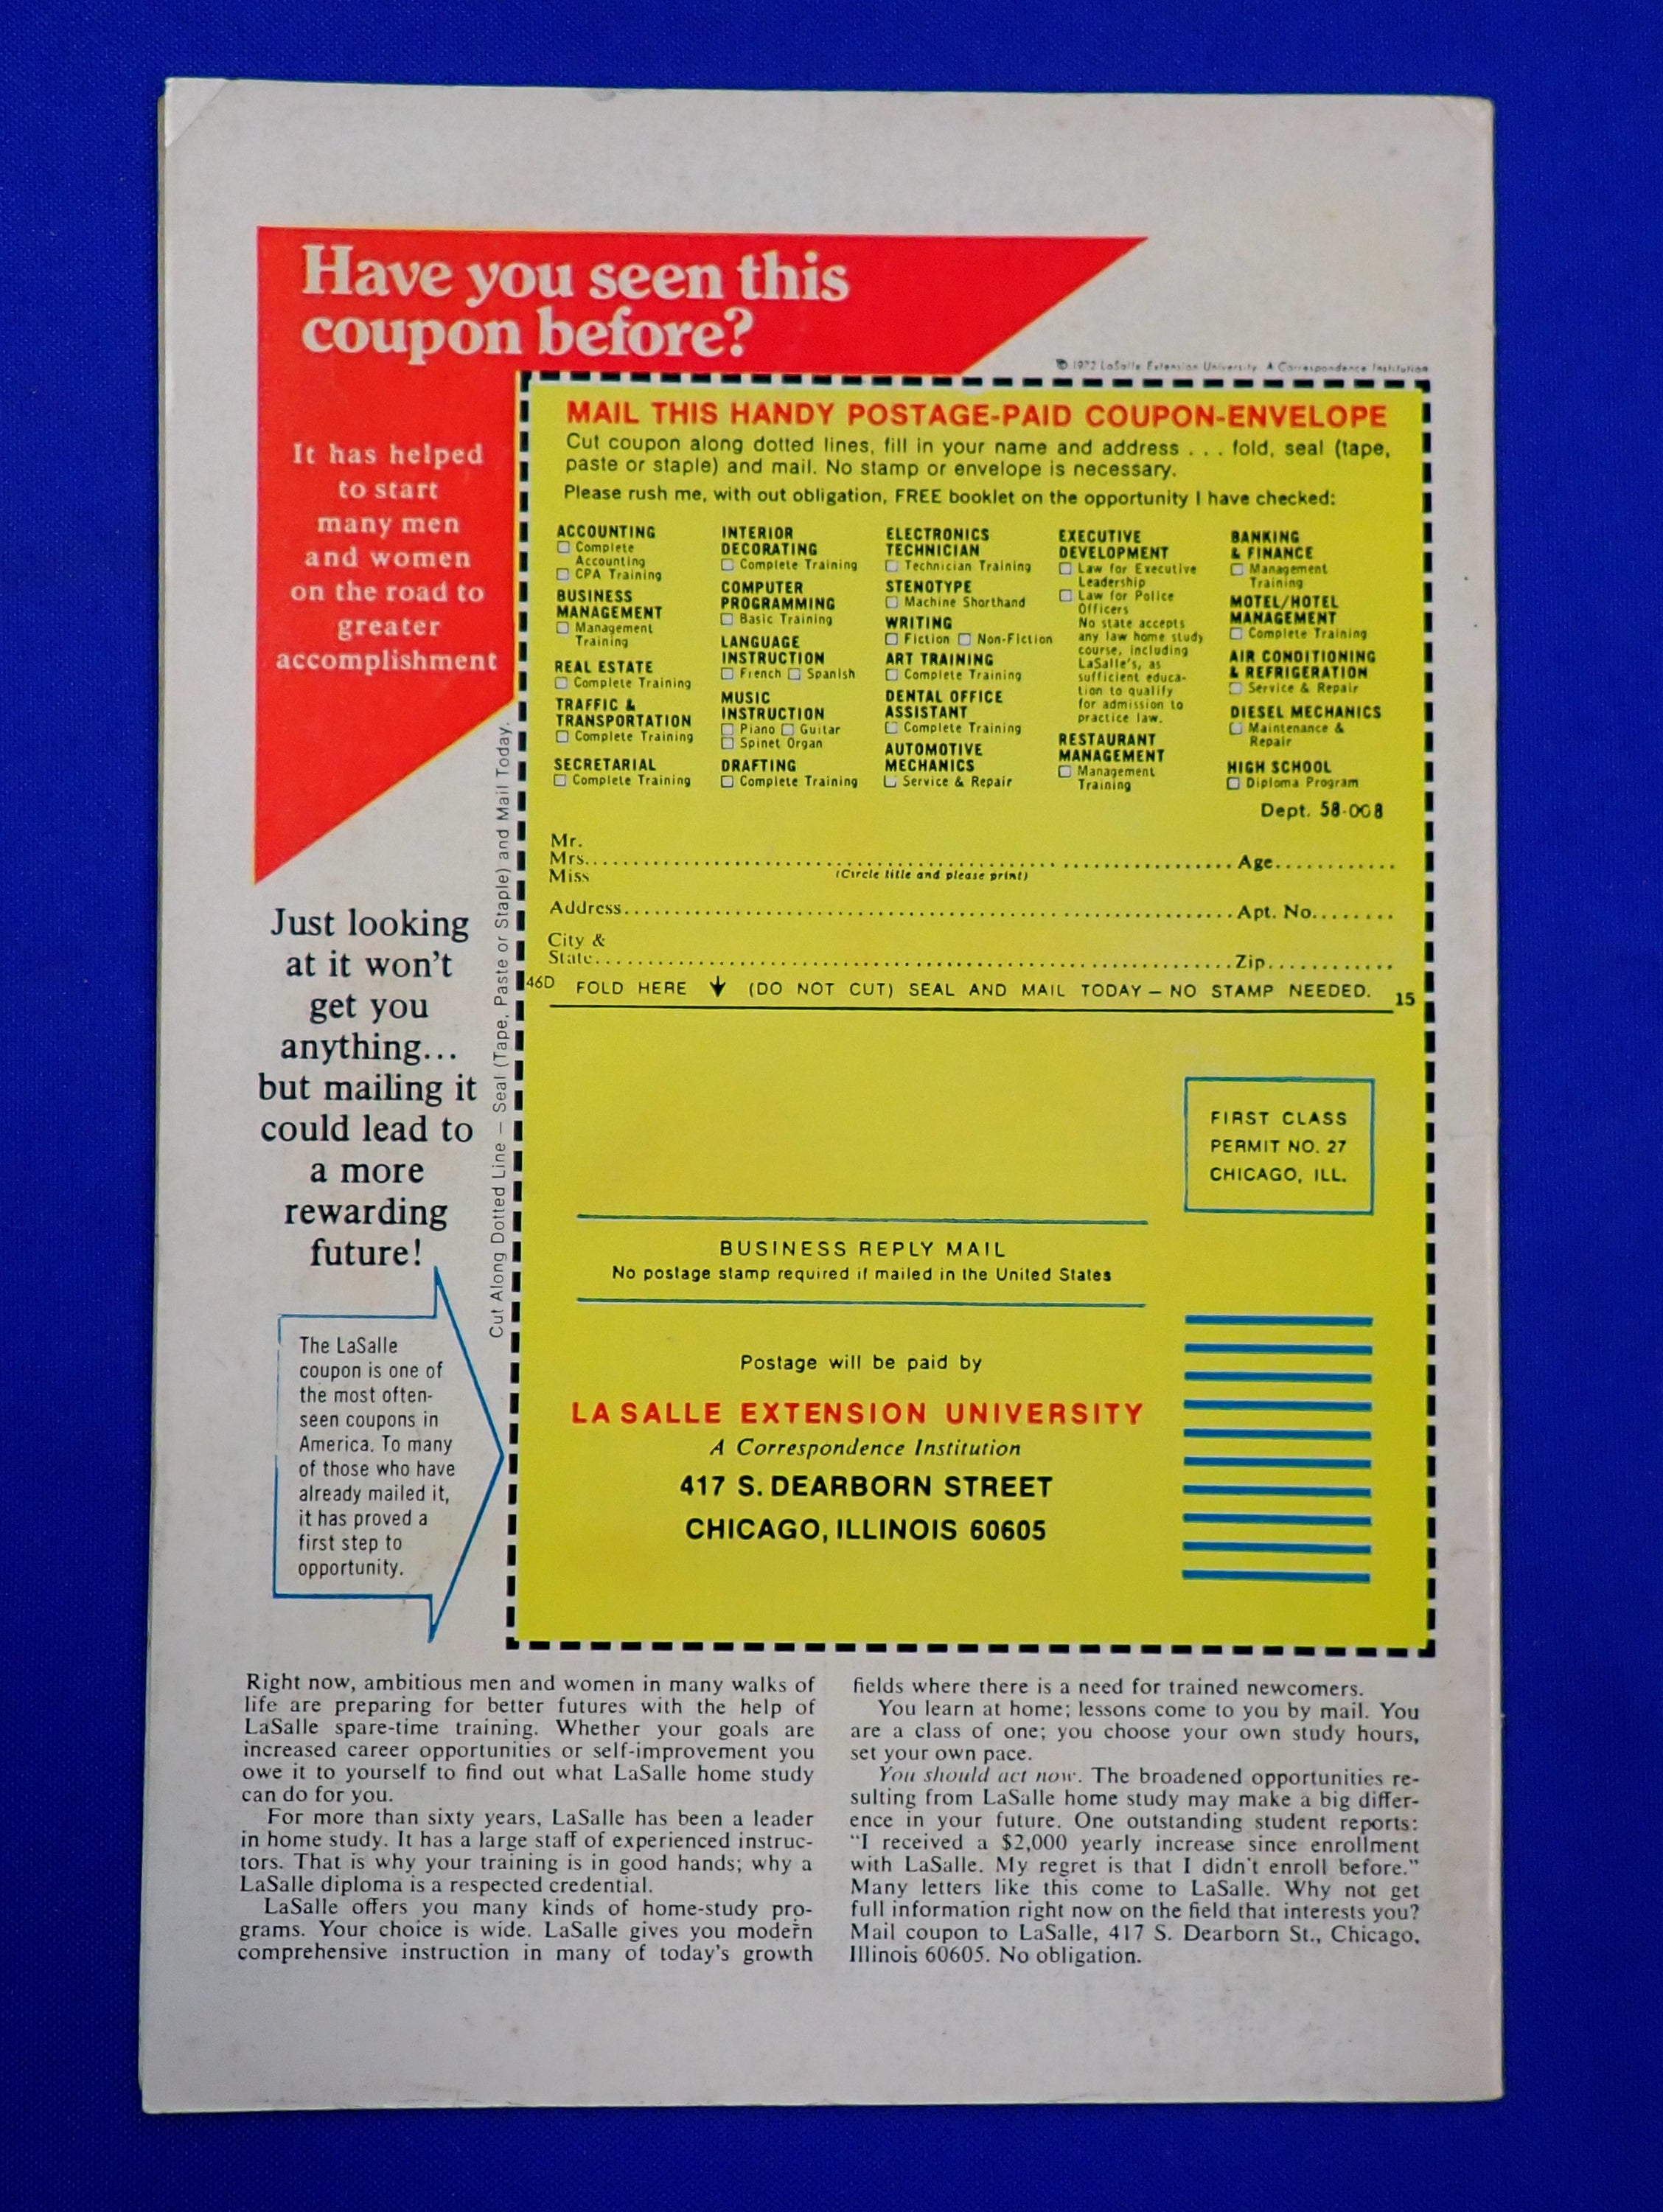 Have you seen this
coupon before?
It has helped
to start
many men
and women
on the road to
greater
accomplishment
Just looking
at it won't
get you
anything...
but mailing it
could lead to
a more
rewarding
future!
The LaSalle
coupon is one of
the most often-
seen coupons in
America. To many
of those who have
already mailed it,
it has proved a
first step to
opportunity.
Cut Along Dotted Line — Seal (Tape, Paste or Staple) and Mail Today.
© 1972 LaSalle Extension University. A Correspondence Institution
MAIL THIS HANDY POSTAGE-PAID COUPON-ENVELOPE
Cut coupon along dotted lines, fill in your name and address . . . fold, seal (tape,
paste or staple) and mail. No stamp or envelope is necessary.
Please rush me, with out obligation, FREE booklet on the opportunity I have checked:
ACCOUNTING
☐ Complete
Accounting
☐ CPA Training
BUSINESS
MANAGEMENT
☐ Management
Training
REAL ESTATE
☐ Complete Training
TRAFFIC &
TRANSPORTATION
☐ Complete Training
SECRETARIAL
☐ Complete Training
INTERIOR
DECORATING
☐ Complete Training
COMPUTER
PROGRAMMING
☐ Basic Training
LANGUAGE
INSTRUCTION
☐ French ☐ Spanish
MUSIC
INSTRUCTION
☐ Piano ☐ Guitar
☐ Spinet Organ
DRAFTING
☐ Complete Training
ELECTRONICS
TECHNICIAN
☐ Technician Training
STENOTYPE
☐ Machine Shorthand
WRITING
☐ Fiction ☐ Non-Fiction
ART TRAINING
☐ Complete Training
DENTAL OFFICE
ASSISTANT
☐ Complete Training
AUTOMOTIVE
MECHANICS
☐ Service & Repair
EXECUTIVE
DEVELOPMENT
☐ Law for Executive
Leadership
☐ Law for Police
Officers
No state accepts
any law home study
course, including
LaSalle's, as
sufficient educa-
tion to qualify
for admission to
practice law.
RESTAURANT
MANAGEMENT
☐ Management
Training
BANKING
& FINANCE
☐ Management
Training
MOTEL/HOTEL
MANAGEMENT
☐ Complete Training
AIR CONDITIONING
& REFRIGERATION
☐ Service & Repair
DIESEL MECHANICS
☐ Maintenance &
Repair
HIGH SCHOOL
☐ Diploma Program
Dept. 58-008
Mr.
Mrs. Age
Miss (Circle title and please print)
Address Apt. No.
City &
State Zip
46D FOLD HERE ↓ (DO NOT CUT) SEAL AND MAIL TODAY — NO STAMP NEEDED. 15
FIRST CLASS
PERMIT NO. 27
CHICAGO, ILL.
BUSINESS REPLY MAIL
No postage stamp required if mailed in the United States
Postage will be paid by
LA SALLE EXTENSION UNIVERSITY
A Correspondence Institution
417 S. DEARBORN STREET
CHICAGO, ILLINOIS 60605
Right now, ambitious men and women in many walks of
life are preparing for better futures with the help of
LaSalle spare-time training. Whether your goals are
increased career opportunities or self-improvement you
owe it to yourself to find out what LaSalle home study
can do for you.
For more than sixty years, LaSalle has been a leader
in home study. It has a large staff of experienced instruc-
tors. That is why your training is in good hands; why a
LaSalle diploma is a respected credential.
LaSalle offers you many kinds of home-study pro-
grams. Your choice is wide. LaSalle gives you modern
comprehensive instruction in many of today's growth
fields where there is a need for trained newcomers.
You learn at home; lessons come to you by mail. You
are a class of one; you choose your own study hours,
set your own pace.
You should act now. The broadened opportunities re-
sulting from LaSalle home study may make a big differ-
ence in your future. One outstanding student reports:
"I received a $2,000 yearly increase since enrollment
with LaSalle. My regret is that I didn't enroll before."
Many letters like this come to LaSalle. Why not get
full information right now on the field that interests you?
Mail coupon to LaSalle, 417 S. Dearborn St., Chicago,
Illinois 60605. No obligation.